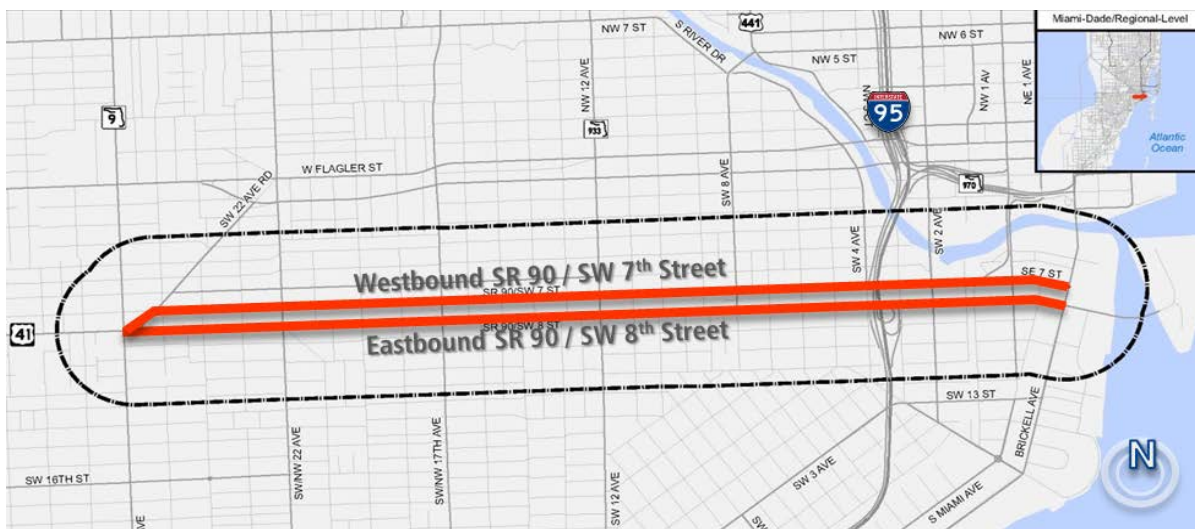 Miami-Dade/Regional-Level
Atlantic
Ocean
441
NW 7 ST
S RIVER DR
NW 6 ST
NW 5 ST
NW 1 AV
NE 1 AVE
NW 12 AVE
9
933
INTERSTATE
95
970
W FLAGLER ST
SW 22 AVE RD
SW 8 AVE
SW 4 AVE
SW 2 AVE
Westbound SR 90 / SW 7th Street
SE 7 ST
SR 90/SW 7 ST
41
SR 90/SW 8 ST
Eastbound SR 90 / SW 8th Street
SW 13 ST
BRICKELL AVE
N
SW 16TH ST
SW/NW 22 AVE
SW/NW 17TH AVE
SW 12 AVE
SW 3 AVE
S MIAMI AVE
AVE